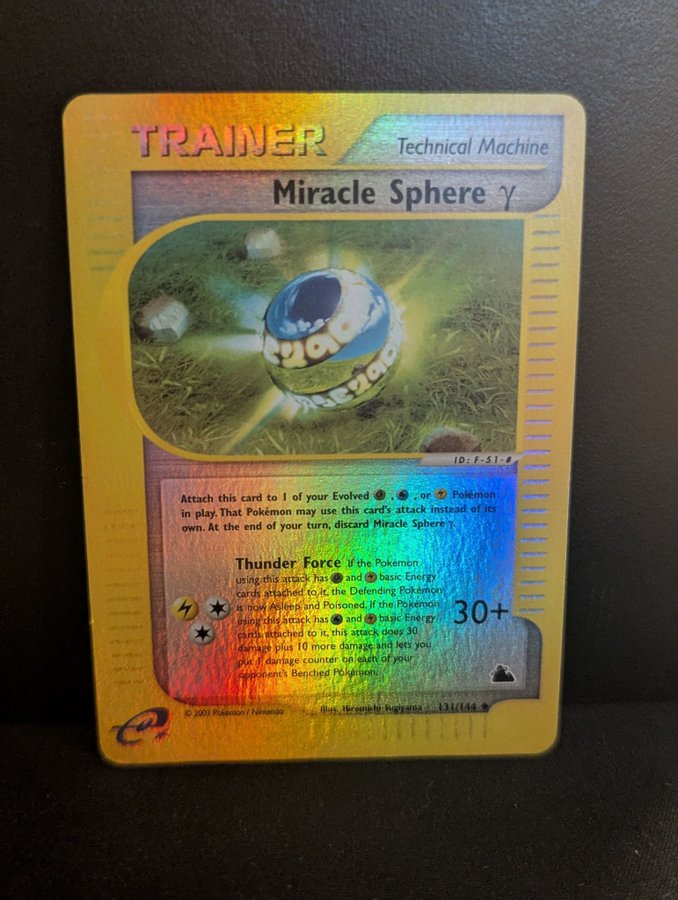 TRAINER
Technical Machine
Miracle Sphere γ
ID: F-51-#
Attach this card to 1 of your Evolved , , or Pokémon
in play. That Pokémon may use this card's attack instead of its
own. At the end of your turn, discard Miracle Sphere γ.
Thunder Force If the Pokémon
using this attack has and basic Energy
cards attached to it, the Defending Pokémon
is now Asleep and Poisoned. If the Pokémon
using this attack has and basic Energy
cards attached to it, this attack does 30
damage plus 10 more damage and lets you
put 1 damage counter on each of your
opponent's Benched Pokémon.
30+
© 2003 Pokémon / Nintendo
Illus. Hiromichi Sugiyama
131/144
e